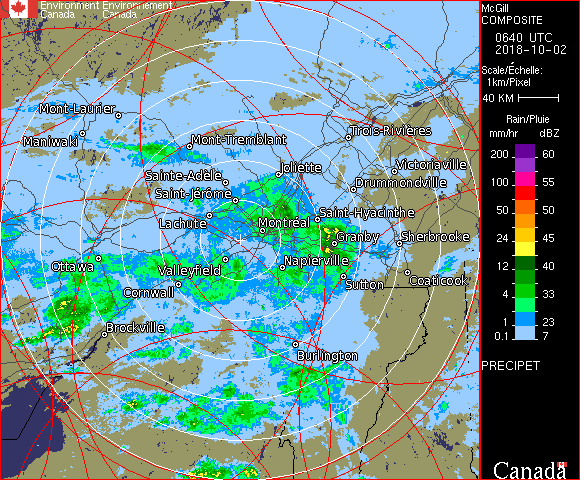 Environment Environnement
Canada Canada
McGill
COMPOSITE
0640 UTC
2018-10-02
Scale/Échelle:
1km/Pixel
40 KM
Rain/Pluie
mm/hr dBZ
200 60
100 55
50 50
24 45
12 40
4 33
1 23
0.1 7
PRECIPET
Canada
Mont-Laurier
Maniwaki
Mont-Tremblant
Trois-Rivières
Victoriaville
Joliette
Sainte-Adèle
Drummondville
Saint-Jérôme
Saint-Hyacinthe
Lachute
Montréal
Granby
Sherbrooke
Ottawa
Valleyfield
Napierville
Coaticook
Cornwall
Sutton
Brockville
Burlington